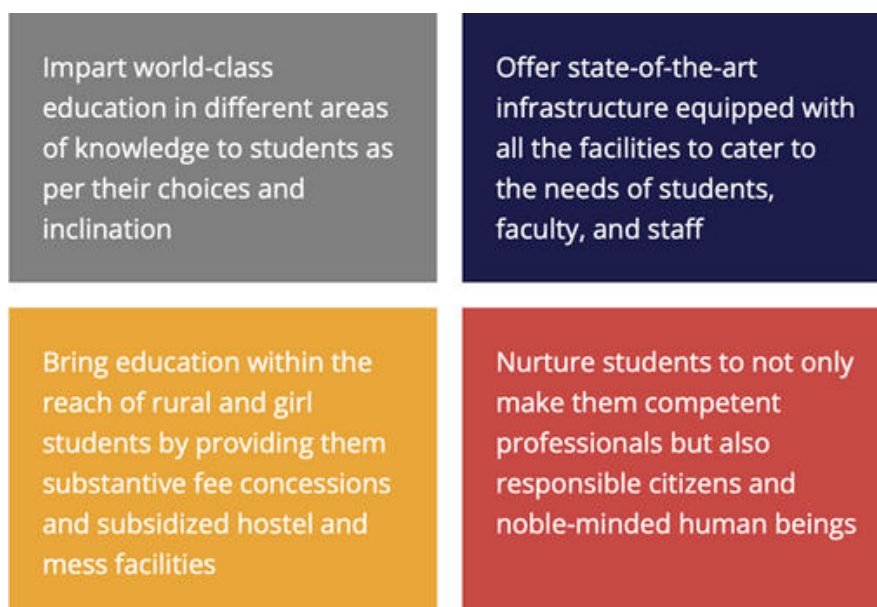 Impart world-class
education in different areas
of knowledge to students as
per their choices and
inclination
Offer state-of-the-art
infrastructure equipped with
all the facilities to cater to
the needs of students,
faculty, and staff
Bring education within the
reach of rural and girl
students by providing them
substantive fee concessions
and subsidized hostel and
mess facilities
Nurture students to not only
make them competent
professionals but also
responsible citizens and
noble-minded human beings